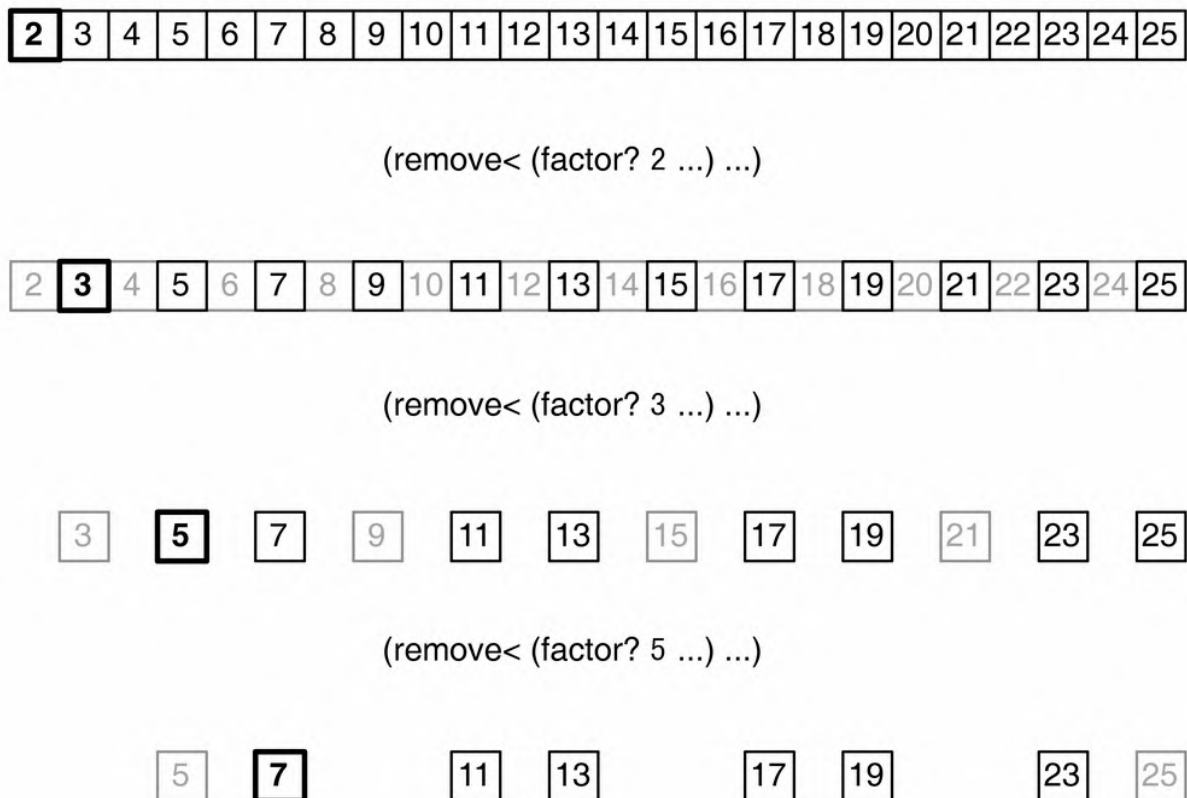 2 3 4 5 6 7 8 9 10 11 12 13 14 15 16 17 18 19 20 21 22 23 24 25
(remove< (factor? 2 ...) ...)
2 3 4 5 6 7 8 9 10 11 12 13 14 15 16 17 18 19 20 21 22 23 24 25
(remove< (factor? 3 ...) ...)
3 5 7 9 11 13 15 17 19 21 23 25
(remove< (factor? 5 ...) ...)
5 7 11 13 17 19 23 25